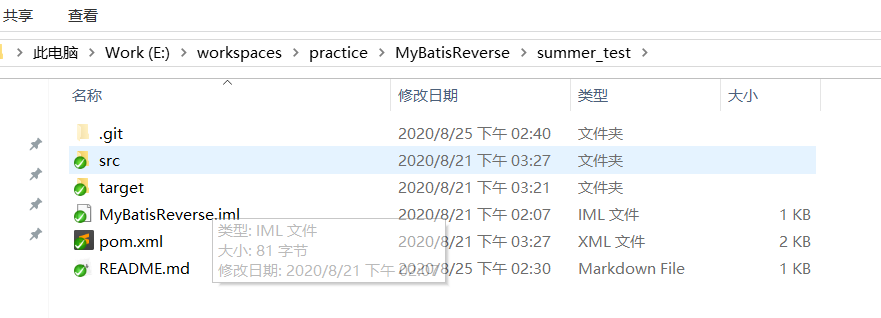 共享 查看
此电脑 > Work (E:) > workspaces > practice > MyBatisReverse > summer_test >
名称 修改日期 类型 大小
.git 2020/8/25 下午 02:40 文件夹
src 2020/8/21 下午 03:27 文件夹
target 2020/8/21 下午 03:21 文件夹
MyBatisReverse.iml 2020/8/21 下午 02:07 IML 文件 1 KB
类型: IML 文件
pom.xml 2020/8/21 下午 03:27 XML 文件 2 KB
大小: 81 字节
README.md 2020/8/25 下午 02:30 Markdown File 1 KB
修改日期: 2020/8/21 下午 02:07